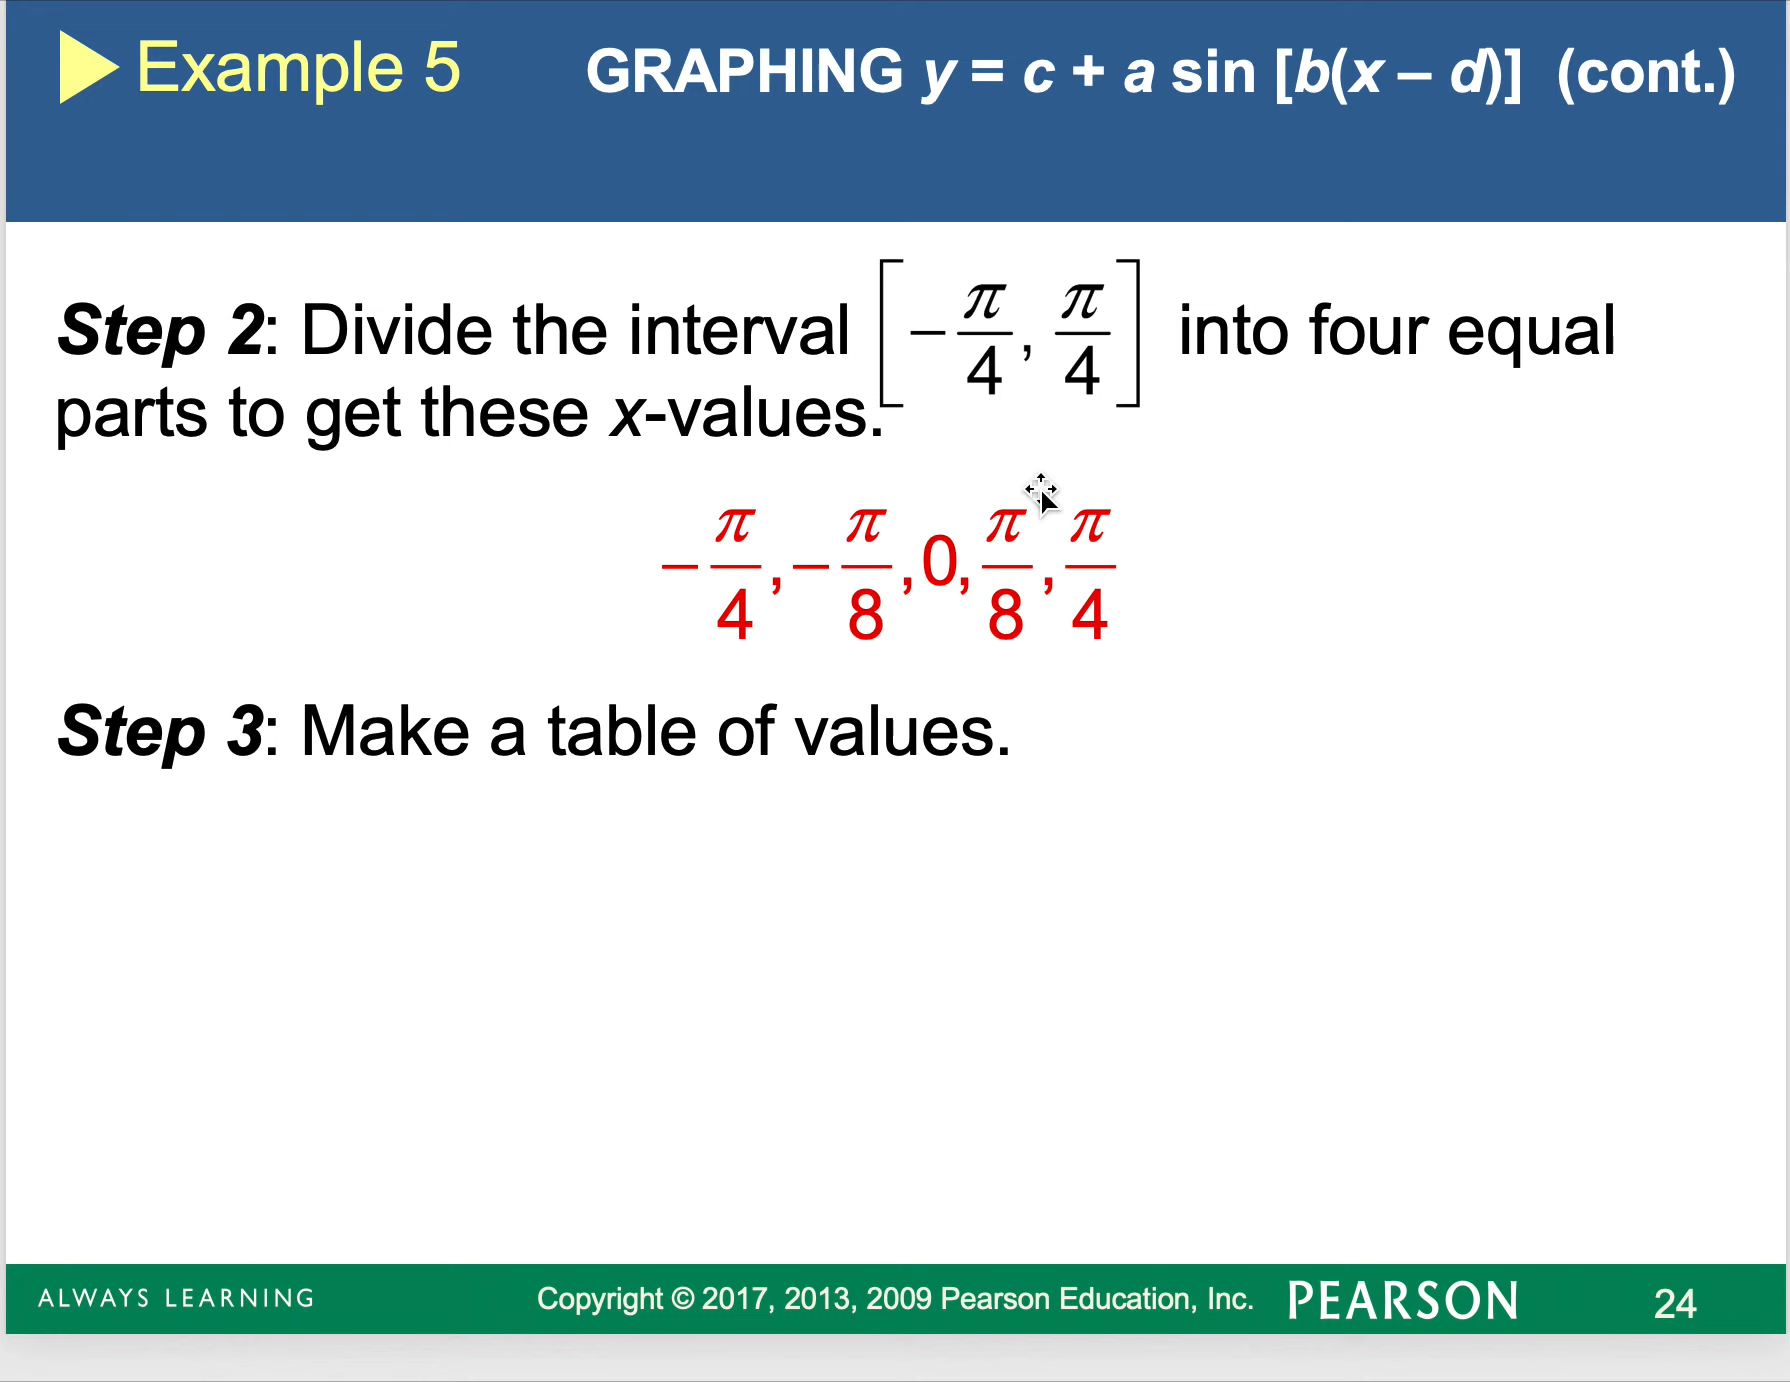 Example 5 GRAPHING y = c + a sin [b(x – d)] (cont.)
Step 2: Divide the interval [−π/4, π/4] into four equal
parts to get these x-values.
−π/4, −π/8, 0, π/8, π/4
Step 3: Make a table of values.
ALWAYS LEARNING Copyright © 2017, 2013, 2009 Pearson Education, Inc. PEARSON 24